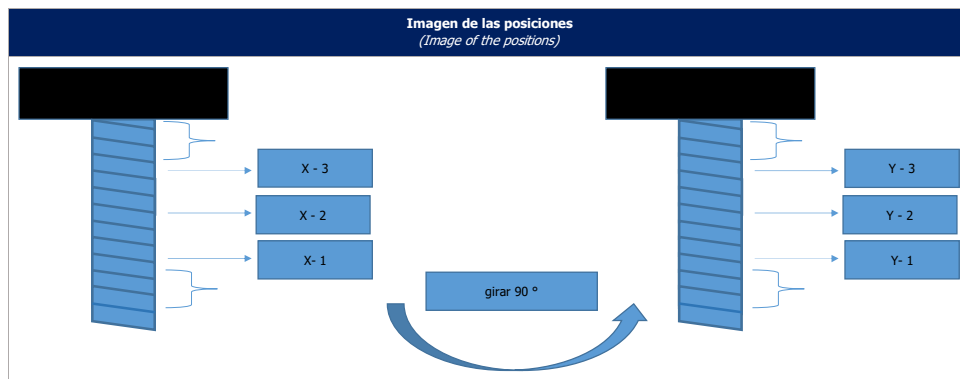 Imagen de las posiciones
(Image of the positions)
X - 3
X - 2
X- 1
girar 90 °
Y - 3
Y - 2
Y- 1